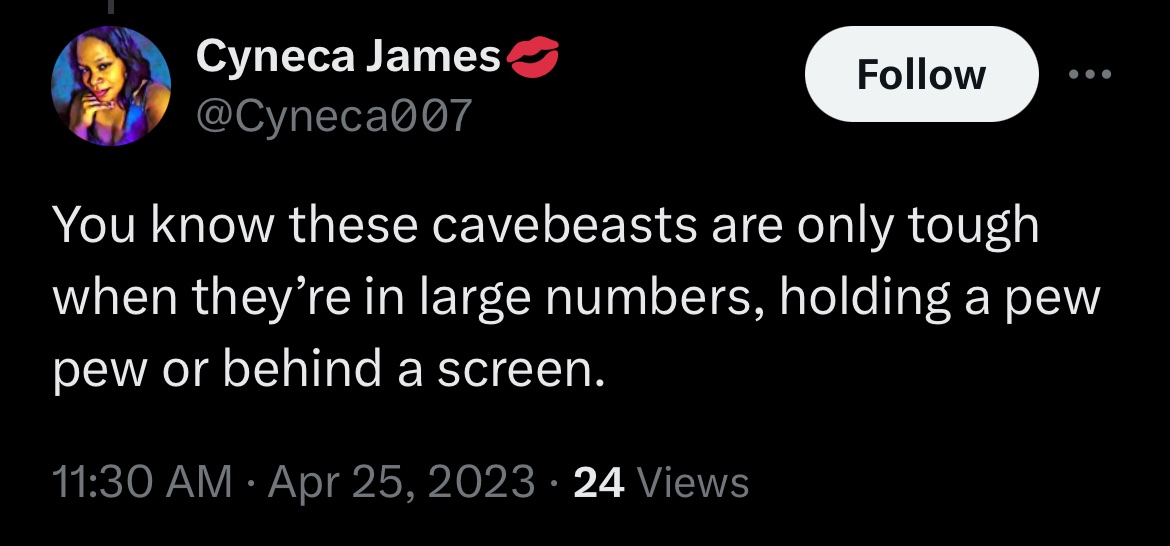 Cyneca James💋
Follow
@Cyneca007
You know these cavebeasts are only tough
when they’re in large numbers, holding a pew
pew or behind a screen.
11:30 AM · Apr 25, 2023 · 24 Views